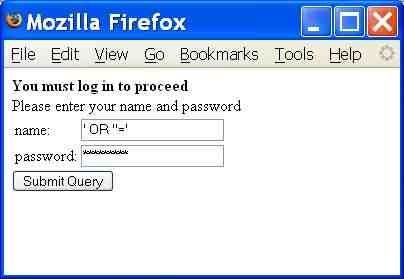 Mozilla Firefox
File Edit View Go Bookmarks Tools Help
You must log in to proceed
Please enter your name and password
name: ' OR ''='
password: **********
Submit Query